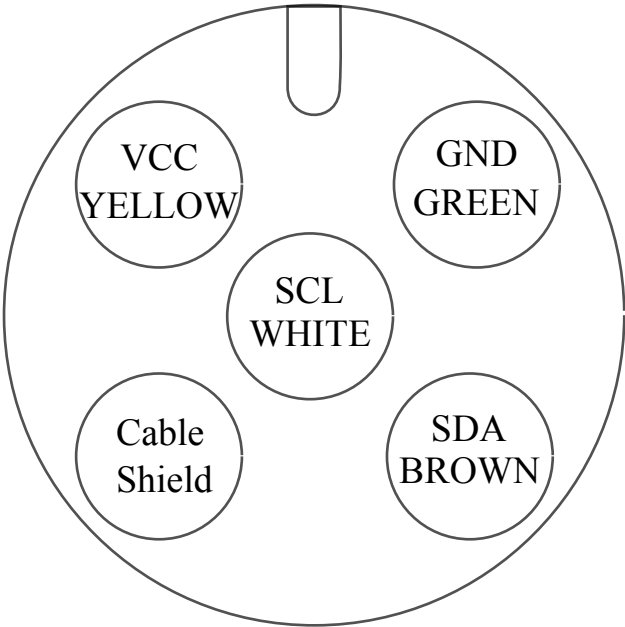 VCC
YELLOW
GND
GREEN
SCL
WHITE
Cable
Shield
SDA
BROWN